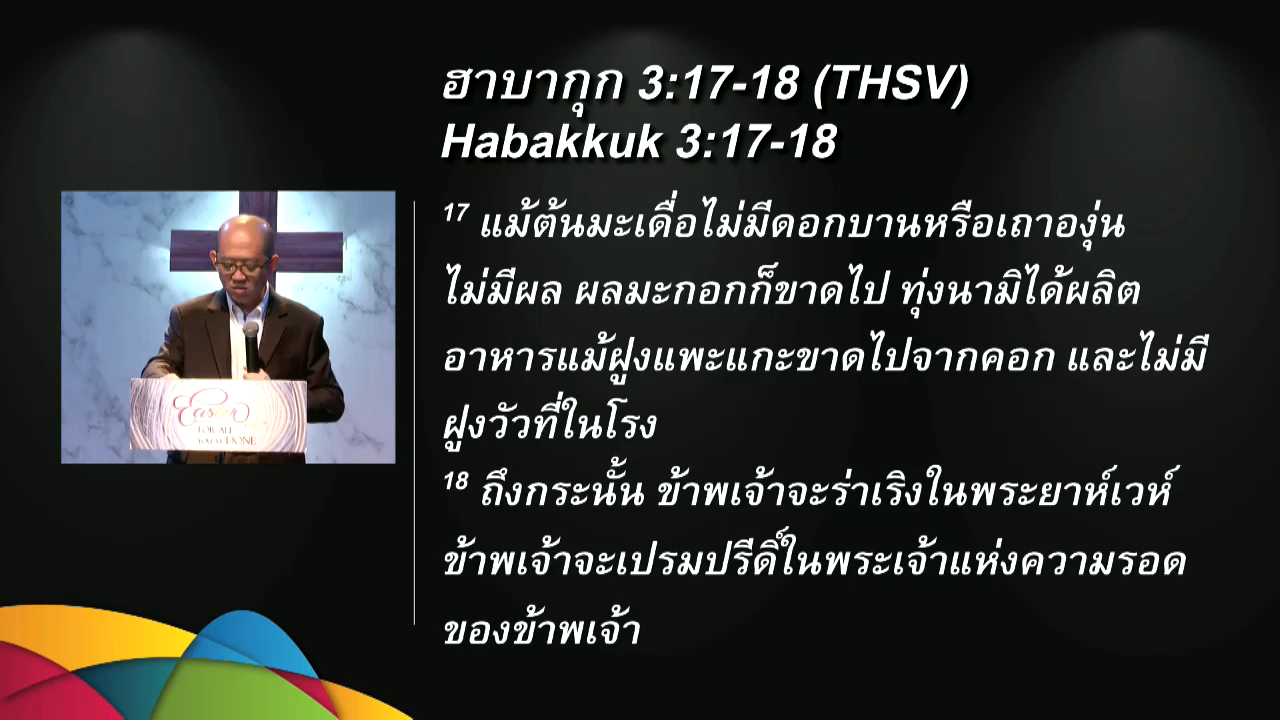 ฮาบากุก 3:17-18 (THSV)
Habakkuk 3:17-18
17 แม้ต้นมะเดื่อไม่มีดอกบานหรือเถาองุ่น
ไม่มีผล ผลมะกอกก็ขาดไป ทุ่งนามิได้ผลิต
อาหารแม้ฝูงแพะแกะขาดไปจากคอก และไม่มี
ฝูงวัวที่ในโรง
18 ถึงกระนั้น ข้าพเจ้าจะร่าเริงในพระยาห์เวห์
ข้าพเจ้าจะเปรมปรีดิ์ในพระเจ้าแห่งความรอด
ของข้าพเจ้า
Easter
FOR ALL
DONE